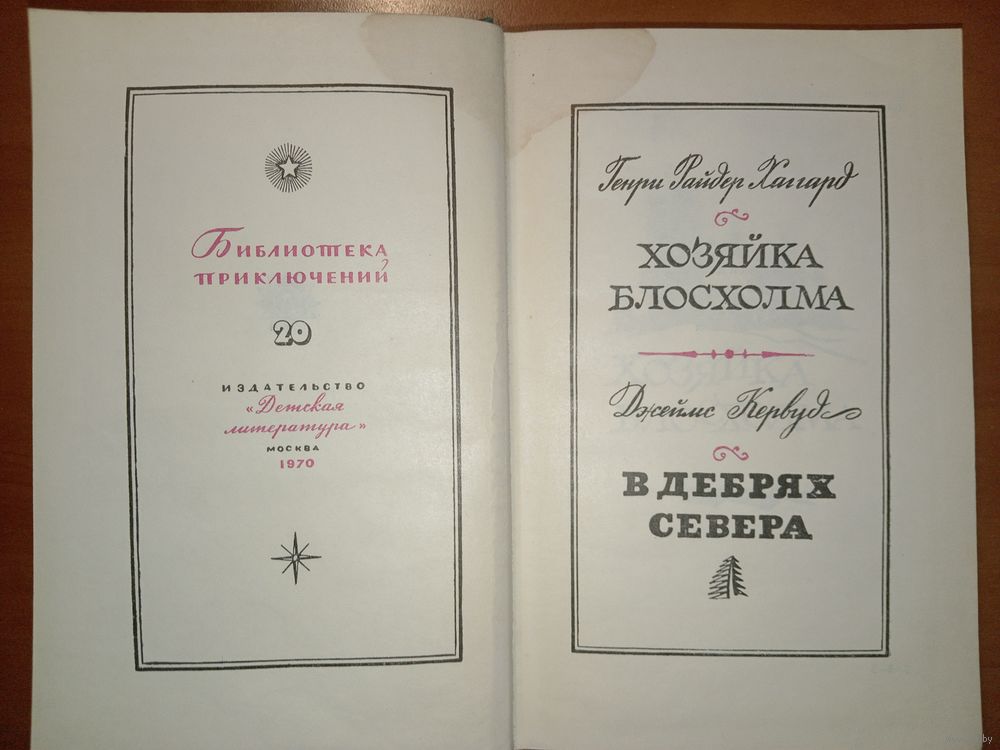 Библиотека
приключений
20
ИЗДАТЕЛЬСТВО
«Детская
литература»
МОСКВА
1970
Генри Райдер Хаггард
ХОЗЯЙКА
БЛОСХОЛМА
Джеймс Кервуд
В ДЕБРЯХ
СЕВЕРА